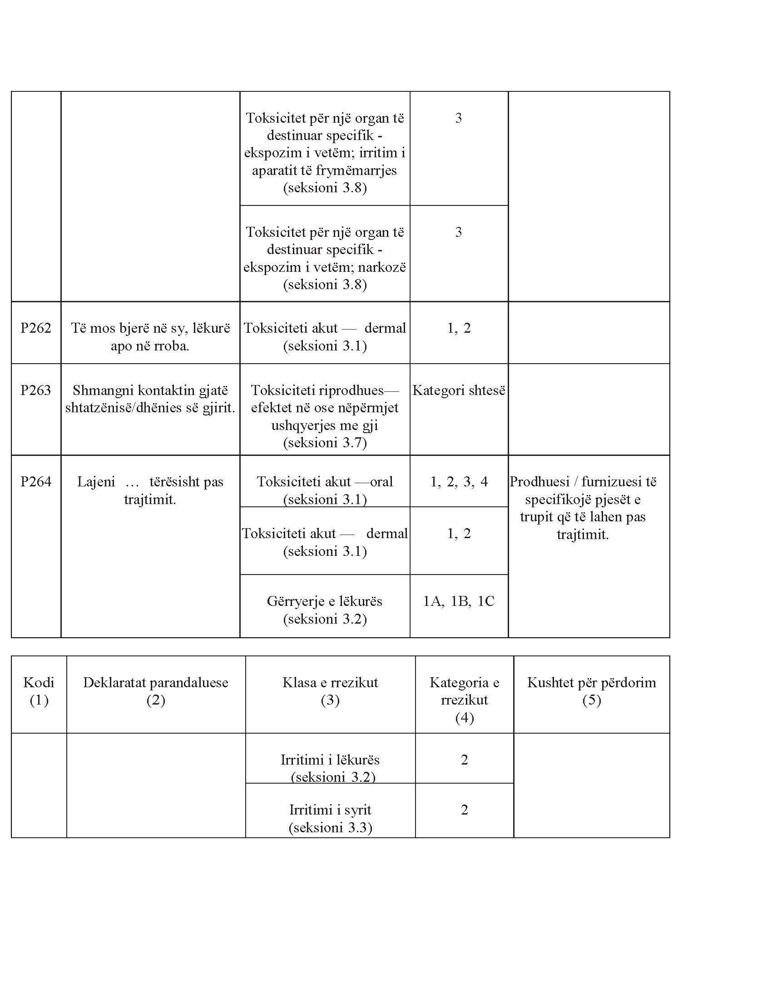 Toksicitet për një organ të
destinuar specifik -
ekspozim i vetëm; irritim i
aparatit të frymëmarrjes
(seksioni 3.8)
3
Toksicitet për një organ të
destinuar specifik -
ekspozim i vetëm; narkozë
(seksioni 3.8)
3
P262
Të mos bjerë në sy, lëkurë
apo në rroba.
Toksiciteti akut — dermal
(seksioni 3.1)
1, 2
P263
Shmangni kontaktin gjatë
shtatzënisë/dhënies së gjirit.
Toksiciteti riprodhues—
efektet në ose nëpërmjet
ushqyerjes me gji
(seksioni 3.7)
Kategori shtesë
P264
Lajeni … tërësisht pas
trajtimit.
Toksiciteti akut —oral
(seksioni 3.1)
1, 2, 3, 4
Prodhuesi / furnizuesi të
specifikojë pjesët e
trupit që të lahen pas
trajtimit.
Toksiciteti akut — dermal
(seksioni 3.1)
1, 2
Gërryerje e lëkurës
(seksioni 3.2)
1A, 1B, 1C
Kodi
(1)
Deklaratat parandaluese
(2)
Klasa e rrezikut
(3)
Kategoria e
rrezikut
(4)
Kushtet për përdorim
(5)
Irritimi i lëkurës
(seksioni 3.2)
2
Irritimi i syrit
(seksioni 3.3)
2